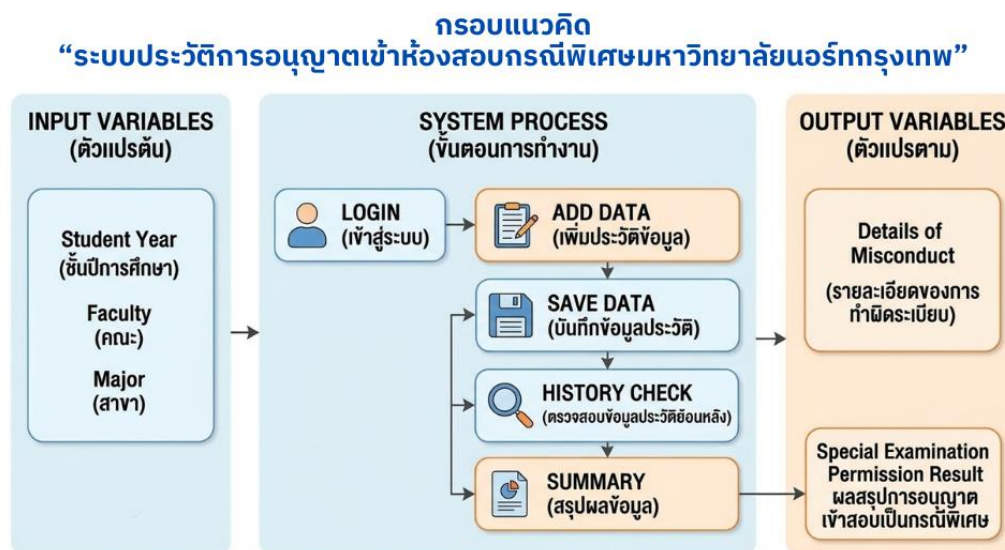 กรอบแนวคิด
“ระบบประวัติการอนุญาตเข้าห้องสอบกรณีพิเศษมหาวิทยาลัยนอร์ทกรุงเทพ”
INPUT VARIABLES
(ตัวแปรต้น)
Student Year
(ชั้นปีการศึกษา)
Faculty
(คณะ)
Major
(สาขา)
SYSTEM PROCESS
(ขั้นตอนการทำงาน)
LOGIN
(เข้าสู่ระบบ)
ADD DATA
(เพิ่มประวัติข้อมูล)
SAVE DATA
(บันทึกข้อมูลประวัติ)
HISTORY CHECK
(ตรวจสอบข้อมูลประวัติย้อนหลัง)
SUMMARY
(สรุปผลข้อมูล)
OUTPUT VARIABLES
(ตัวแปรตาม)
Details of
Misconduct
(รายละเอียดของการ
ทำผิดระเบียบ)
Special Examination
Permission Result
ผลสรุปการอนุญาต
เข้าสอบเป็นกรณีพิเศษ